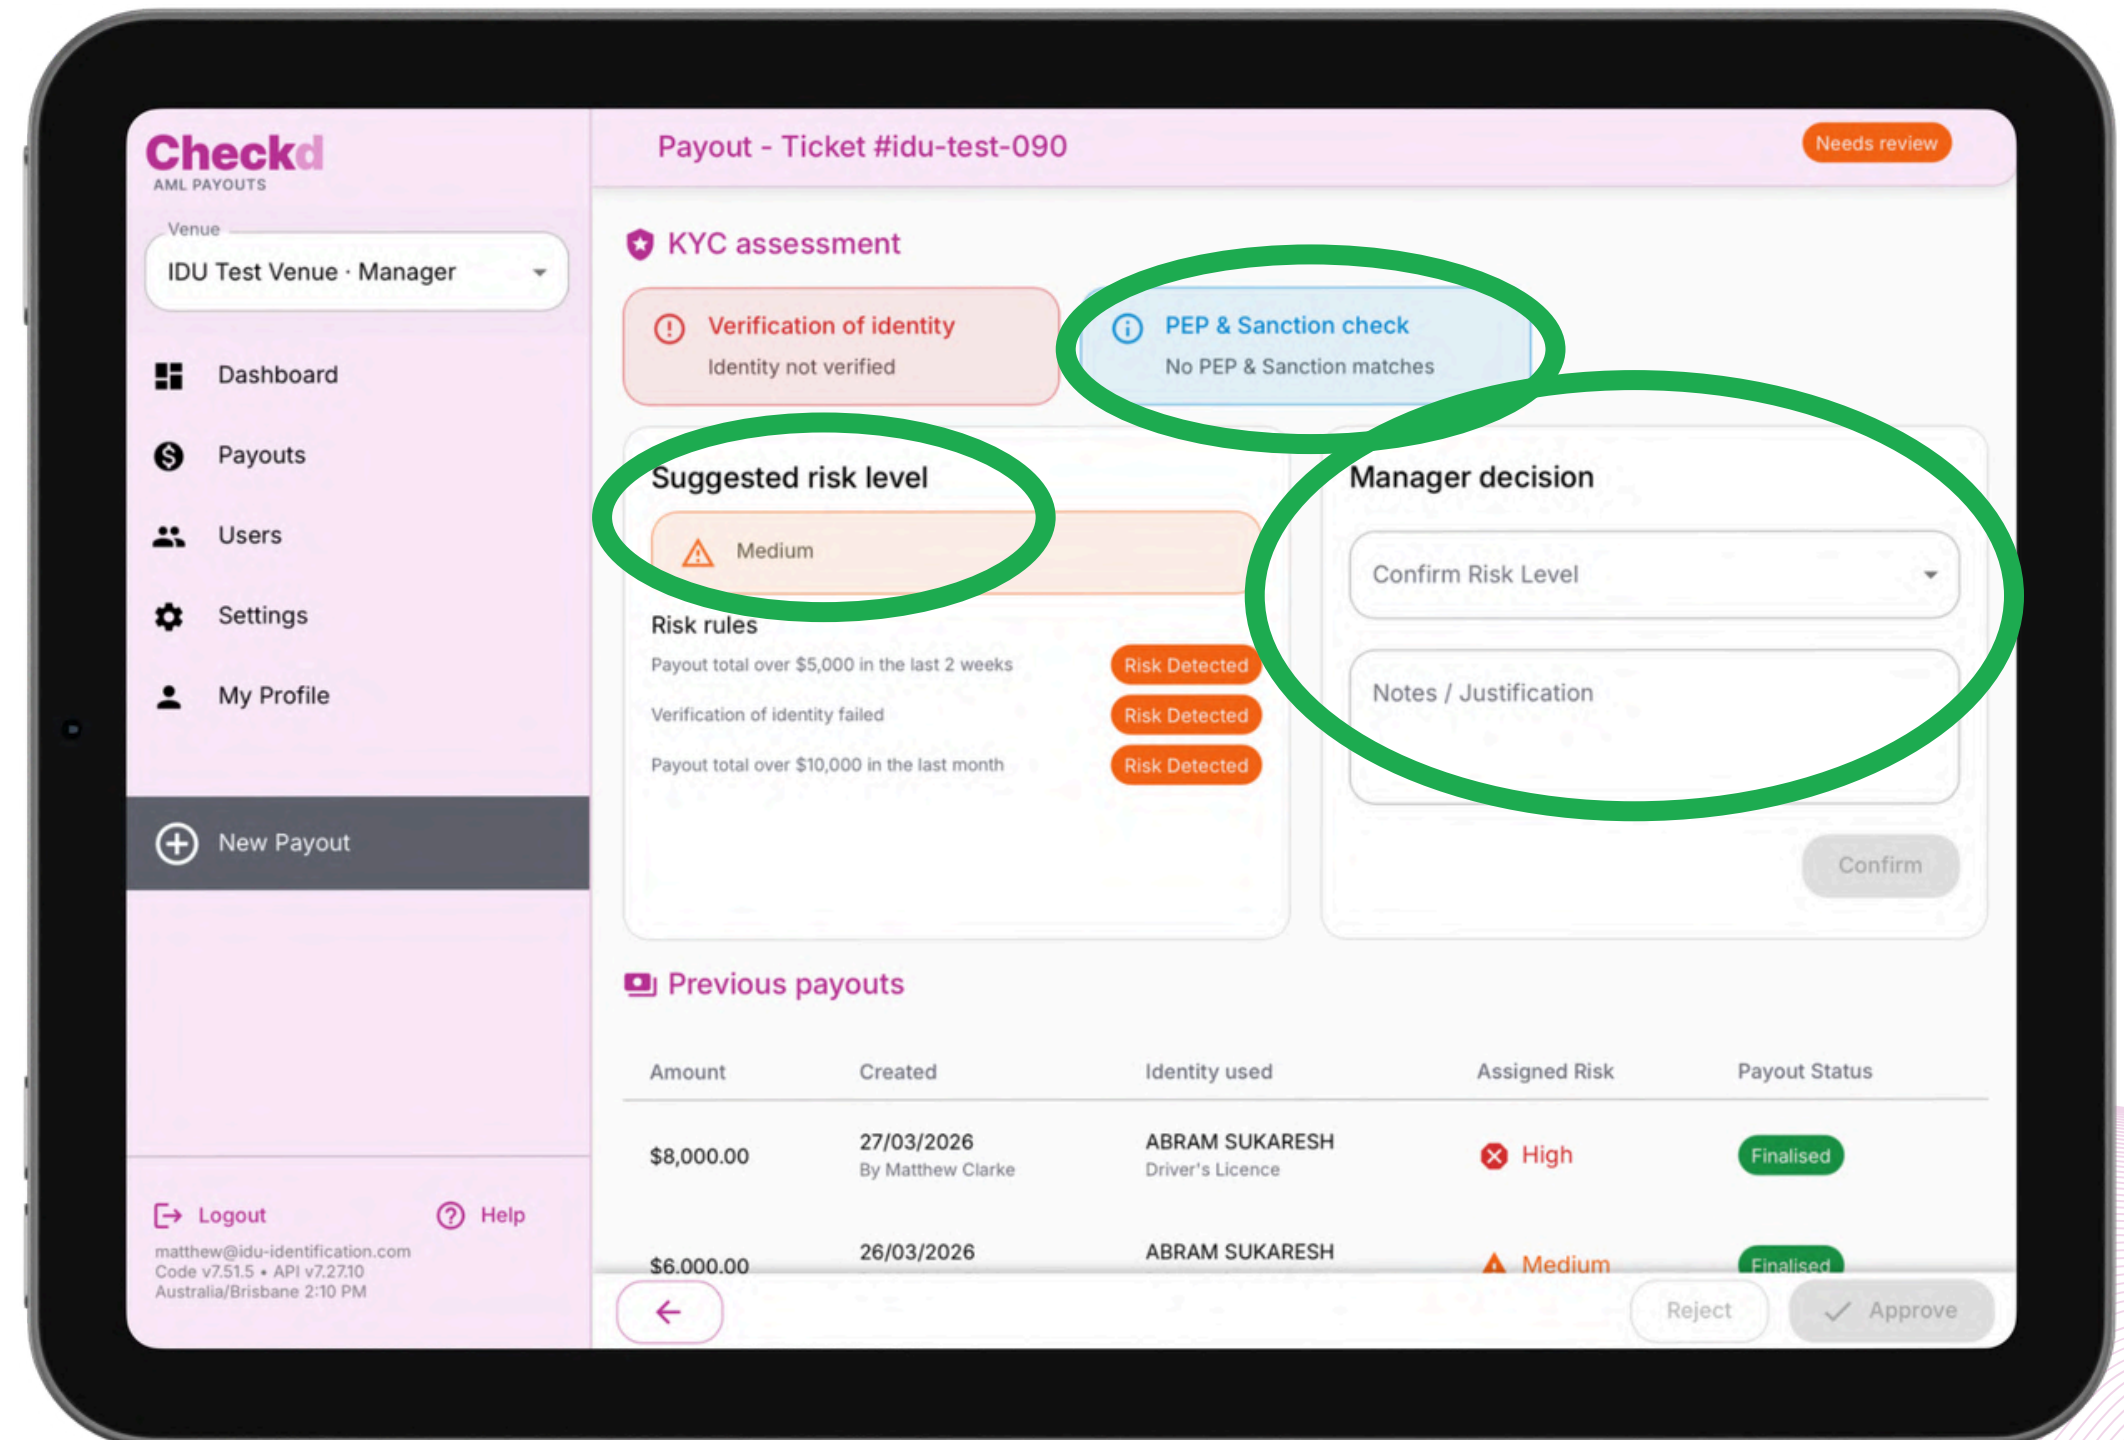 Checkd
AML PAYOUTS
Venue
IDU Test Venue · Manager
Dashboard
Payouts
Users
Settings
My Profile
New Payout
Logout
Help
matthew@idu-identification.com
Code v7.51.5 • API v7.27.10
Australia/Brisbane 2:10 PM
Payout - Ticket #idu-test-090
Needs review
KYC assessment
Verification of identity
Identity not verified
PEP & Sanction check
No PEP & Sanction matches
Suggested risk level
Medium
Risk rules
Payout total over $5,000 in the last 2 weeks Risk Detected
Verification of identity failed Risk Detected
Payout total over $10,000 in the last month Risk Detected
Manager decision
Confirm Risk Level
Notes / Justification
Confirm
Previous payouts
Amount Created Identity used Assigned Risk Payout Status
$8,000.00 27/03/2026 ABRAM SUKARESH High Finalised
By Matthew Clarke Driver's Licence
$6,000.00 26/03/2026 ABRAM SUKARESH Medium Finalised
Reject
Approve